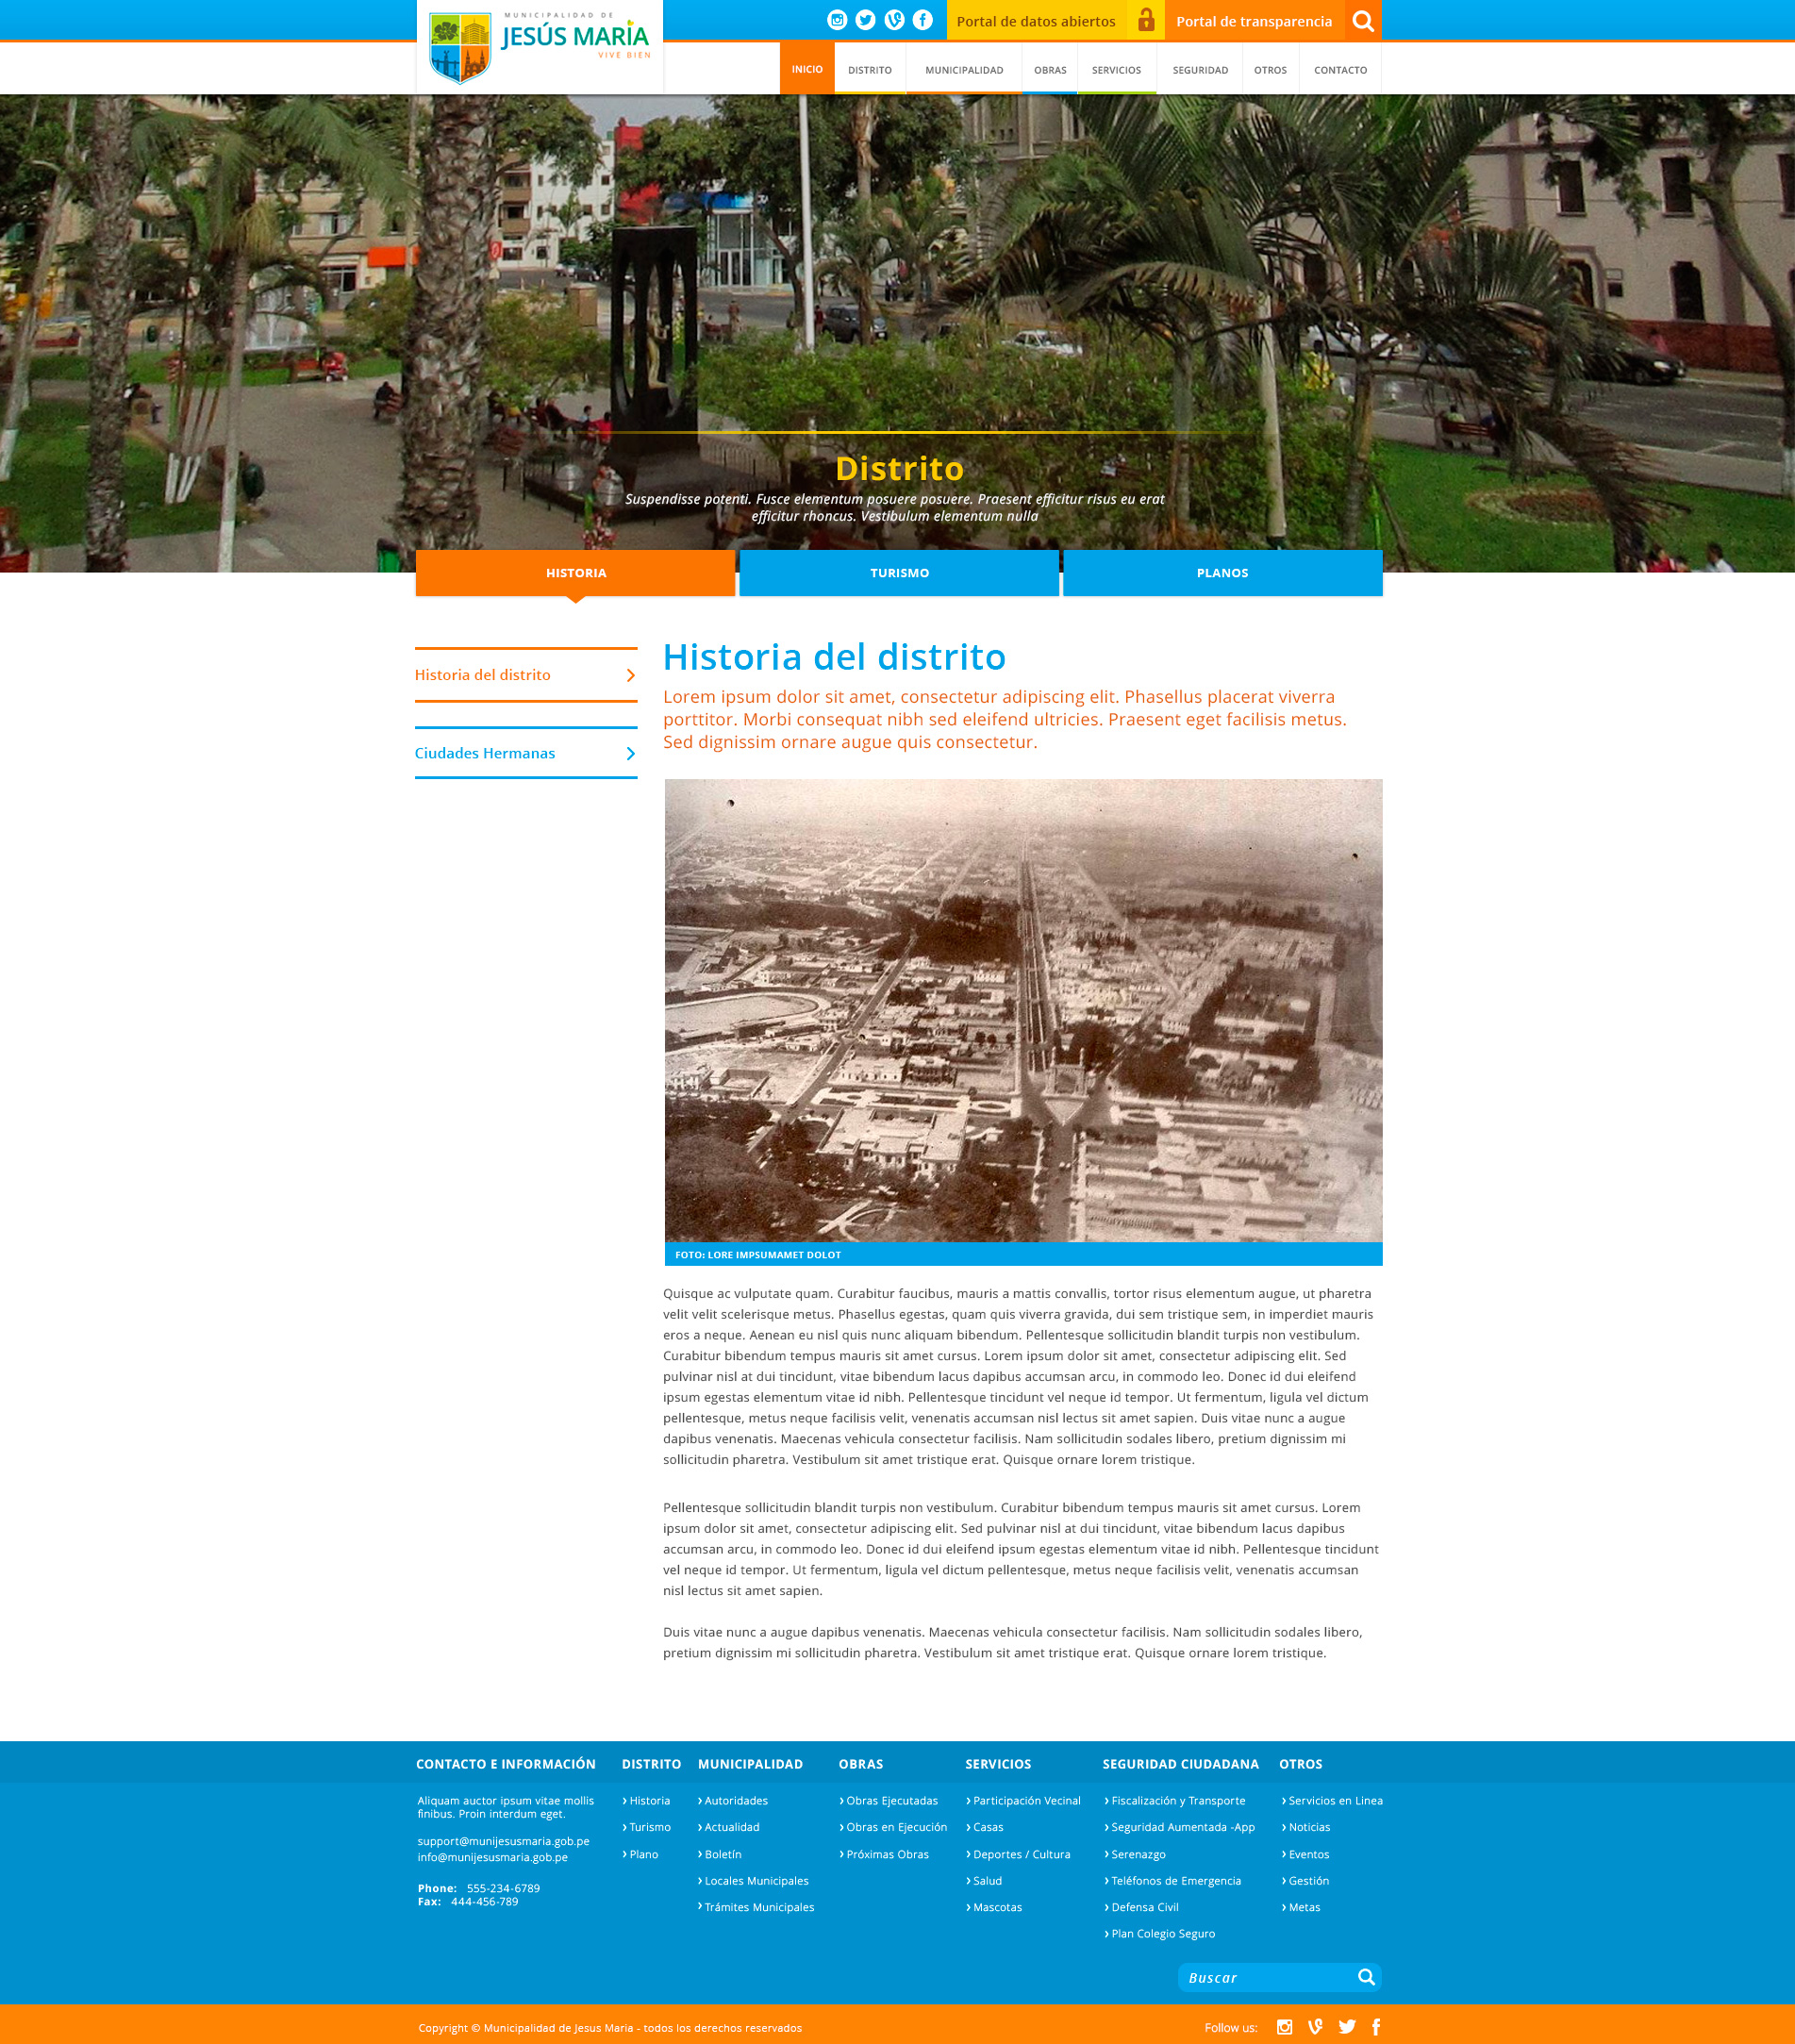 MUNICIPALIDAD DE
JESÚS MARÍA
VIVE BIEN
Portal de datos abiertos
Portal de transparencia
INICIO
DISTRITO
MUNICIPALIDAD
OBRAS
SERVICIOS
SEGURIDAD
OTROS
CONTACTO
Distrito
Suspendisse potenti. Fusce elementum posuere posuere. Praesent efficitur risus eu erat
efficitur rhoncus. Vestibulum elementum nulla
HISTORIA
TURISMO
PLANOS
Historia del distrito
Ciudades Hermanas
Historia del distrito
Lorem ipsum dolor sit amet, consectetur adipiscing elit. Phasellus placerat viverra
porttitor. Morbi consequat nibh sed eleifend ultricies. Praesent eget facilisis metus.
Sed dignissim ornare augue quis consectetur.
FOTO: LORE IMPSUMAMET DOLOT
Quisque ac vulputate quam. Curabitur faucibus, mauris a mattis convallis, tortor risus elementum augue, ut pharetra
velit velit scelerisque metus. Phasellus egestas, quam quis viverra gravida, dui sem tristique sem, in imperdiet mauris
eros a neque. Aenean eu nisl quis nunc aliquam bibendum. Pellentesque sollicitudin blandit turpis non vestibulum.
Curabitur bibendum tempus mauris sit amet cursus. Lorem ipsum dolor sit amet, consectetur adipiscing elit. Sed
pulvinar nisl at dui tincidunt, vitae bibendum lacus dapibus accumsan arcu, in commodo leo. Donec id dui eleifend
ipsum egestas elementum vitae id nibh. Pellentesque tincidunt vel neque id tempor. Ut fermentum, ligula vel dictum
pellentesque, metus neque facilisis velit, venenatis accumsan nisl lectus sit amet sapien. Duis vitae nunc a augue
dapibus venenatis. Maecenas vehicula consectetur facilisis. Nam sollicitudin sodales libero, pretium dignissim mi
sollicitudin pharetra. Vestibulum sit amet tristique erat. Quisque ornare lorem tristique.
Pellentesque sollicitudin blandit turpis non vestibulum. Curabitur bibendum tempus mauris sit amet cursus. Lorem
ipsum dolor sit amet, consectetur adipiscing elit. Sed pulvinar nisl at dui tincidunt, vitae bibendum lacus dapibus
accumsan arcu, in commodo leo. Donec id dui eleifend ipsum egestas elementum vitae id nibh. Pellentesque tincidunt
vel neque id tempor. Ut fermentum, ligula vel dictum pellentesque, metus neque facilisis velit, venenatis accumsan
nisl lectus sit amet sapien.
Duis vitae nunc a augue dapibus venenatis. Maecenas vehicula consectetur facilisis. Nam sollicitudin sodales libero,
pretium dignissim mi sollicitudin pharetra. Vestibulum sit amet tristique erat. Quisque ornare lorem tristique.
CONTACTO E INFORMACIÓN
Aliquam auctor ipsum vitae mollis
finibus. Proin interdum eget.
support@munijesusmaria.gob.pe
info@munijesusmaria.gob.pe
Phone: 555-234-6789
Fax: 444-456-789
DISTRITO
Historia
Turismo
Plano
MUNICIPALIDAD
Autoridades
Actualidad
Boletín
Locales Municipales
Trámites Municipales
OBRAS
Obras Ejecutadas
Obras en Ejecución
Próximas Obras
SERVICIOS
Participación Vecinal
Casas
Deportes / Cultura
Salud
Mascotas
SEGURIDAD CIUDADANA
Fiscalización y Transporte
Seguridad Aumentada -App
Serenazgo
Teléfonos de Emergencia
Defensa Civil
Plan Colegio Seguro
OTROS
Servicios en Linea
Noticias
Eventos
Gestión
Metas
Buscar
Copyright © Municipalidad de Jesus Maria - todos los derechos reservados
Follow us: